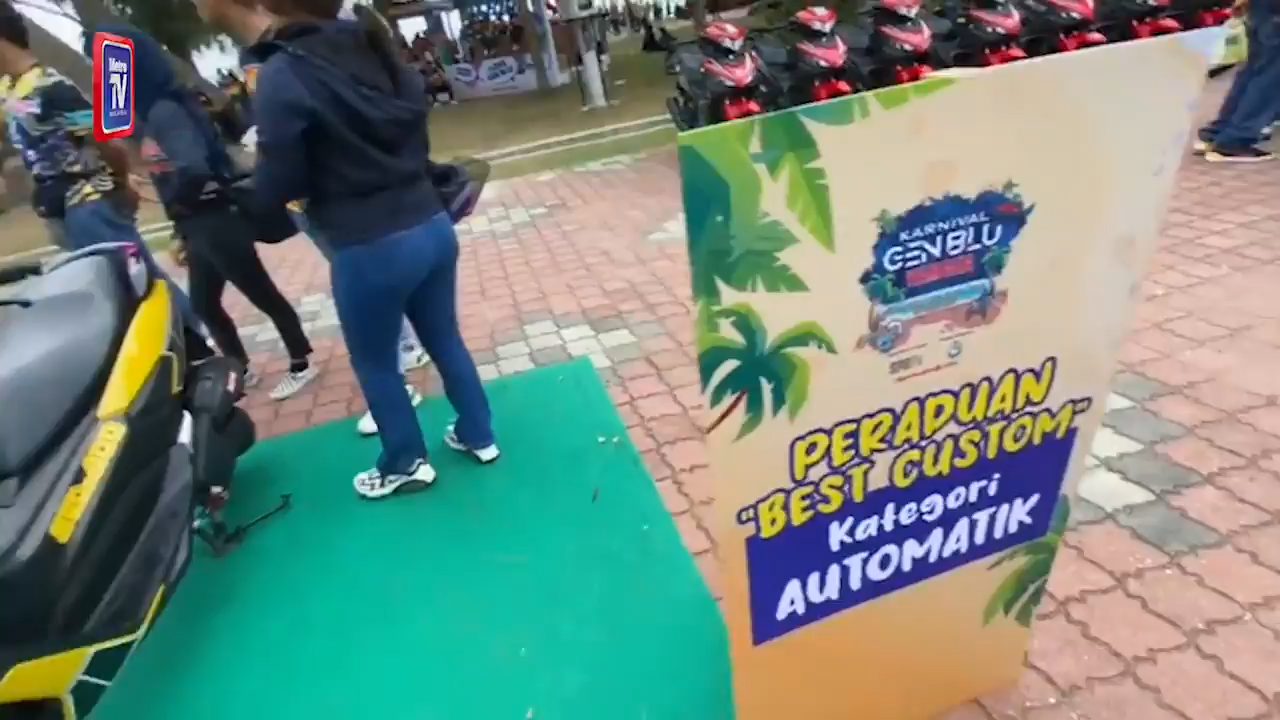 Metro
TV
KARNIVAL
GENBLU
PERADUAN
"BEST CUSTOM"
Kategori
AUTOMATIK